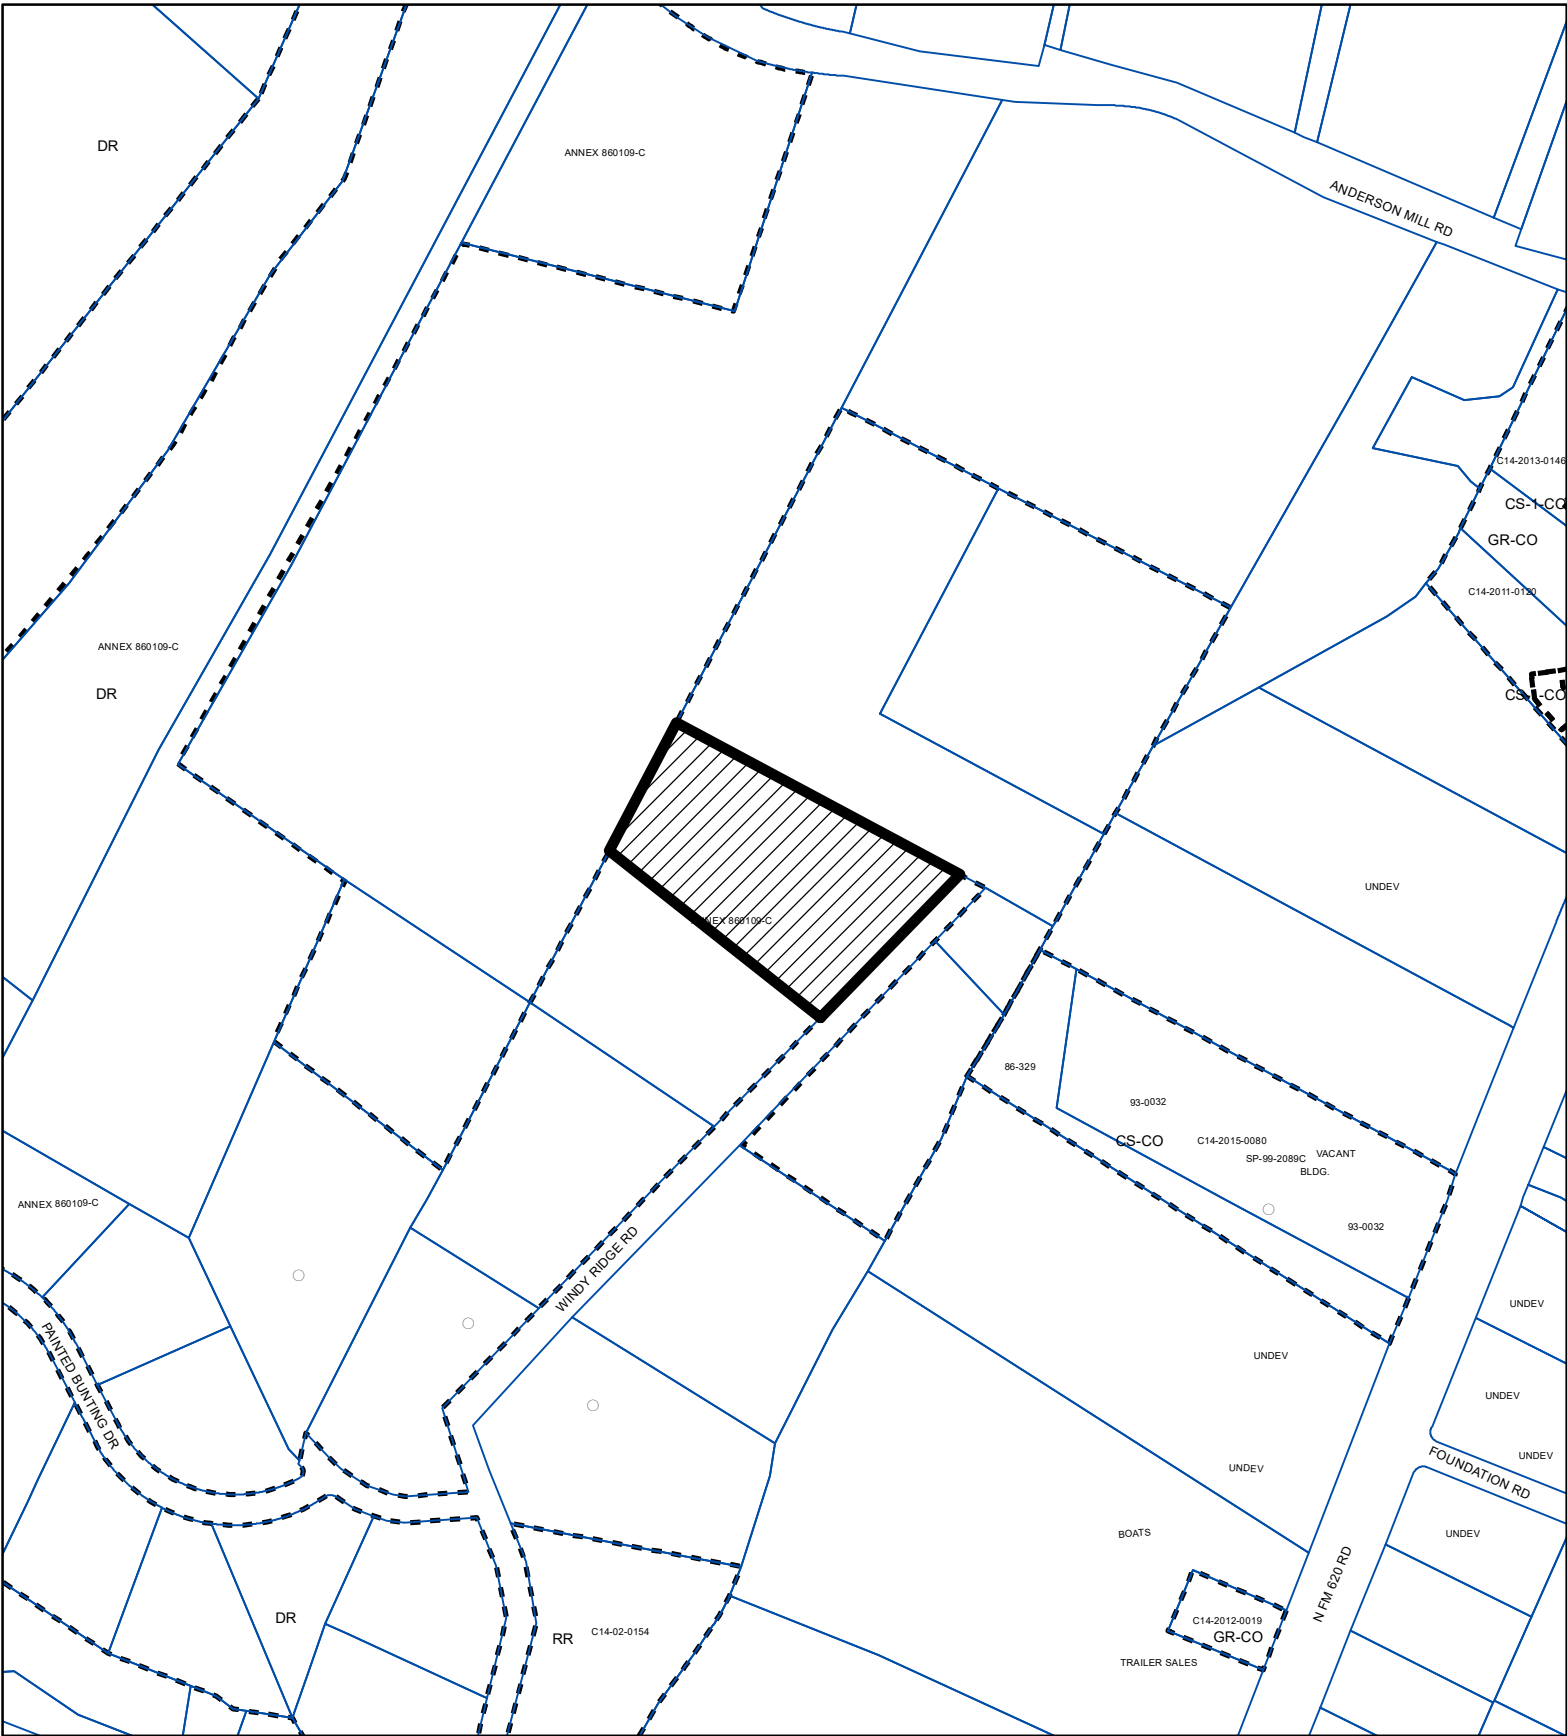 DR
ANNEX 860109-C
ANDERSON MILL RD
C14-2013-0146
CS-1-CO
GR-CO
C14-2011-0120
ANNEX 860109-C
DR
UNDEV
860109-C
86-329
93-0032
CS-CO
C14-2015-0080
SP-99-2089C
VACANT
BLDG.
93-0032
ANNEX 860109-C
WINDY RIDGE RD
PAINTED BUNTING DR
UNDEV
UNDEV
UNDEV
UNDEV
UNDEV
FOUNDATION RD
UNDEV
BOATS
N FM 620 RD
DR
RR
C14-02-0154
C14-2012-0019
GR-CO
TRAILER SALES